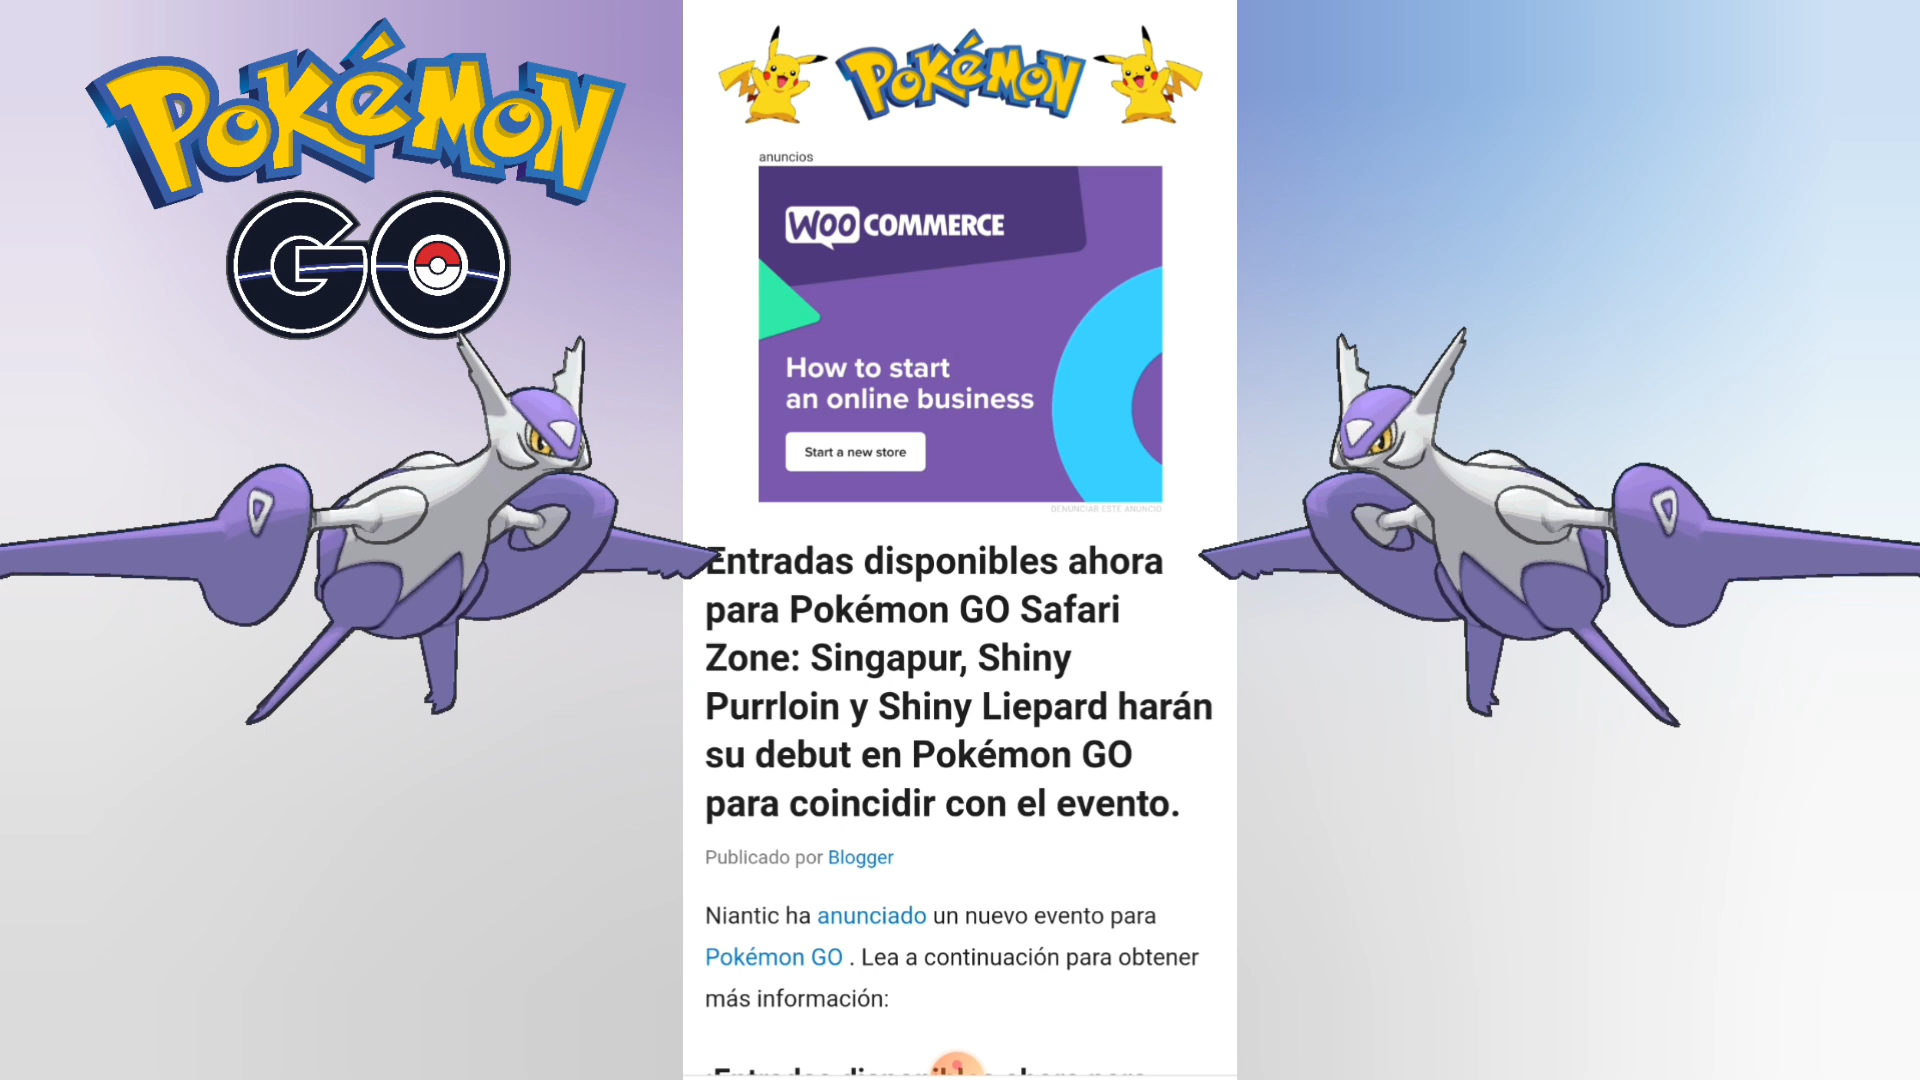 POKéMON
GO
POKéMON
anuncios
WOO COMMERCE
How to start
an online business
Start a new store
DENUNCIAR ESTE ANUNCIO
Entradas disponibles ahora
para Pokémon GO Safari
Zone: Singapur, Shiny
Purrloin y Shiny Liepard harán
su debut en Pokémon GO
para coincidir con el evento.
Publicado por Blogger
Niantic ha anunciado un nuevo evento para
Pokémon GO . Lea a continuación para obtener
más información: